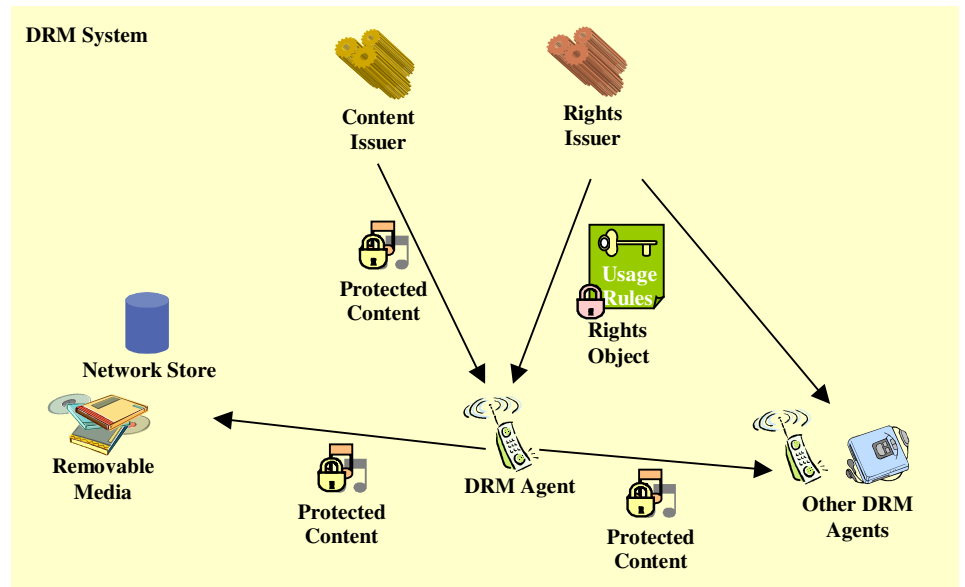 DRM System
Content
Issuer
Rights
Issuer
Protected
Content
Usage
Rules
Rights
Object
Network Store
Removable
Media
Protected
Content
DRM Agent
Protected
Content
Other DRM
Agents